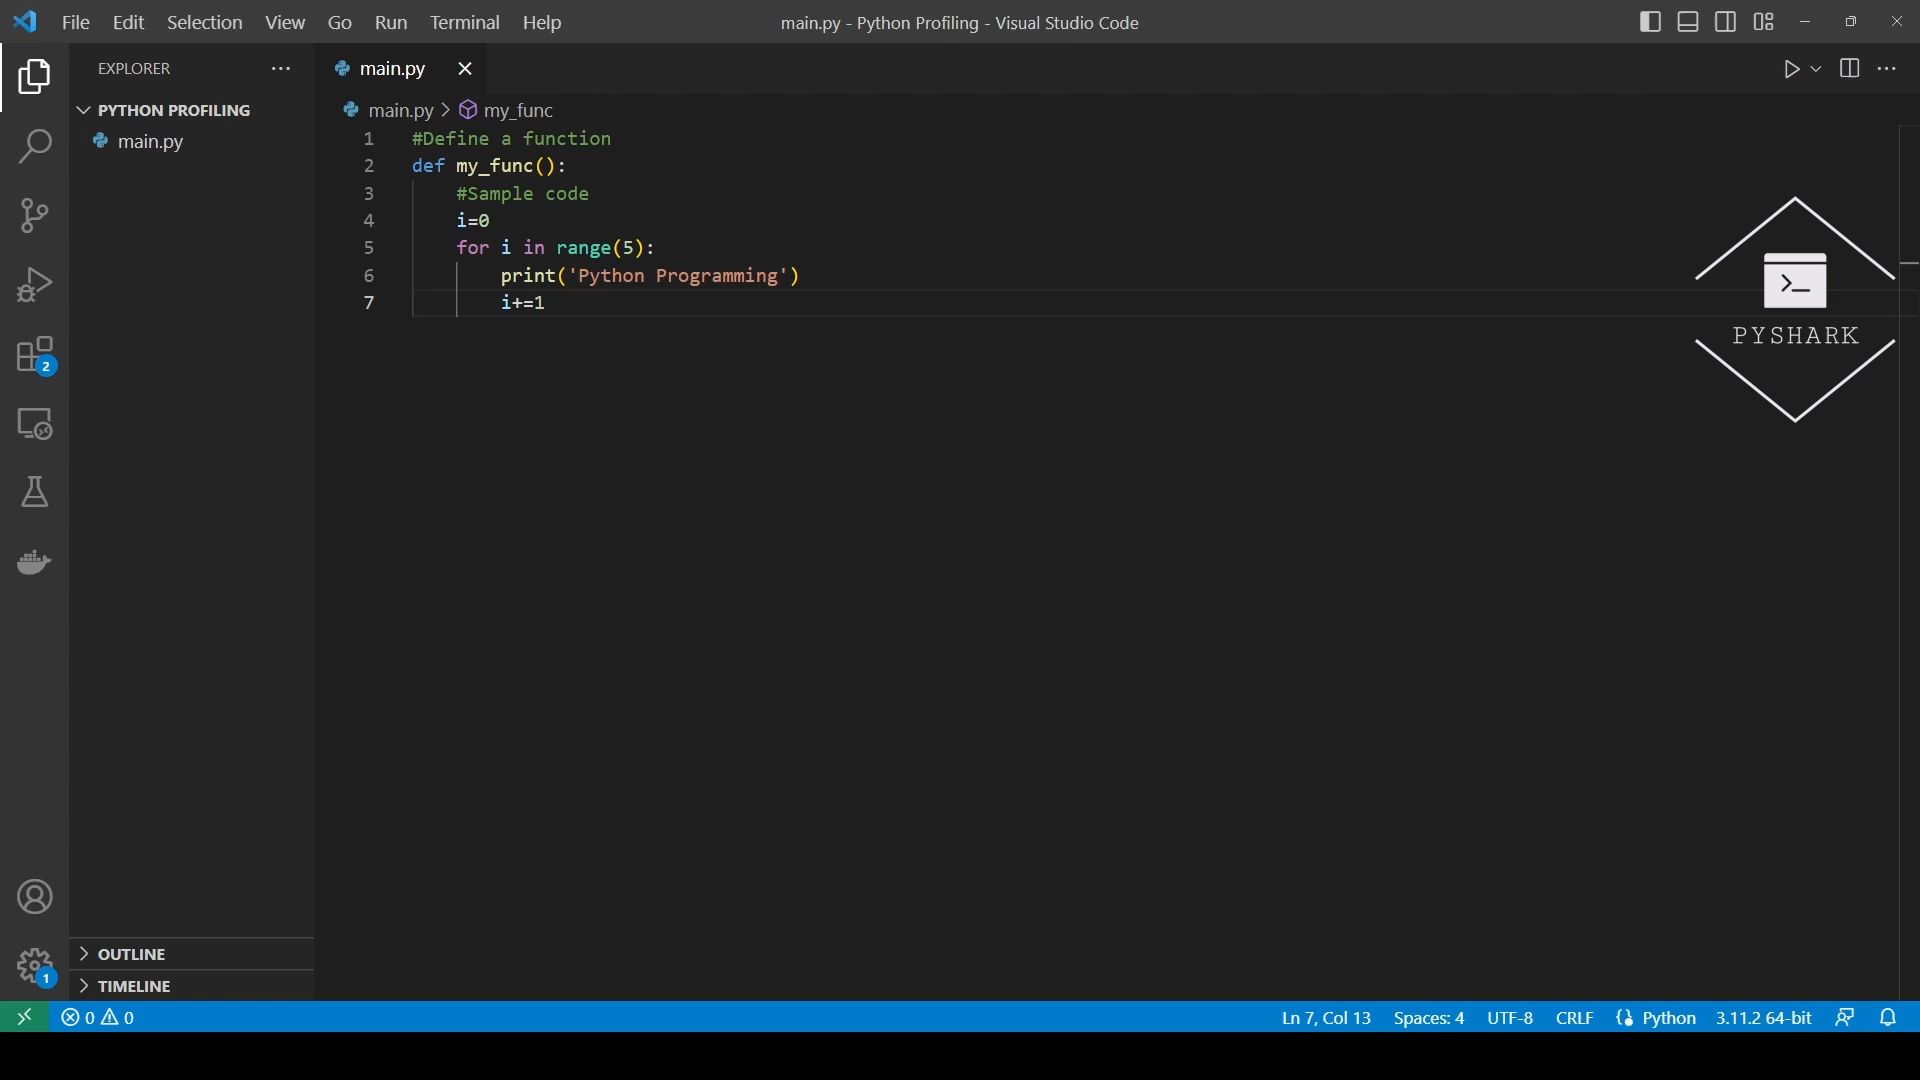 File Edit Selection View Go Run Terminal Help
main.py - Python Profiling - Visual Studio Code
EXPLORER
PYTHON PROFILING
main.py
OUTLINE
TIMELINE
main.py
main.py > my_func
1 #Define a function
2 def my_func():
3     #Sample code
4     i=0
5     for i in range(5):
6         print('Python Programming')
7         i+=1
>_
PYSHARK
2
1
0 0
Ln 7, Col 13 Spaces: 4 UTF-8 CRLF {} Python 3.11.2 64-bit